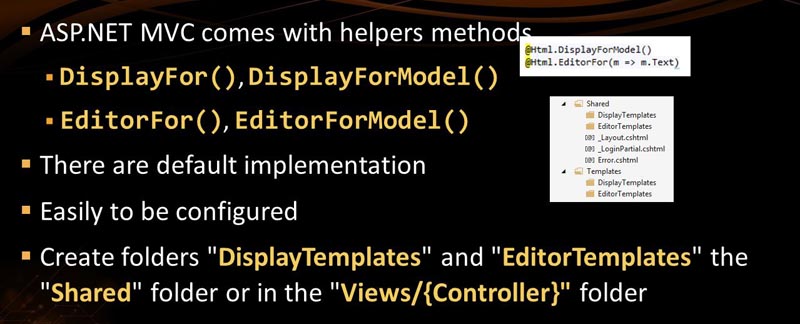 ASP.NET MVC comes with helpers methods
@Html.DisplayForModel()
@Html.EditorFor(m => m.Text)
DisplayFor(), DisplayForModel()
EditorFor(), EditorForModel()
There are default implementation
Easily to be configured
Create folders "DisplayTemplates" and "EditorTemplates" the
"Shared" folder or in the "Views/{Controller}" folder
Shared
DisplayTemplates
EditorTemplates
_Layout.cshtml
_LoginPartial.cshtml
Error.cshtml
Templates
DisplayTemplates
EditorTemplates